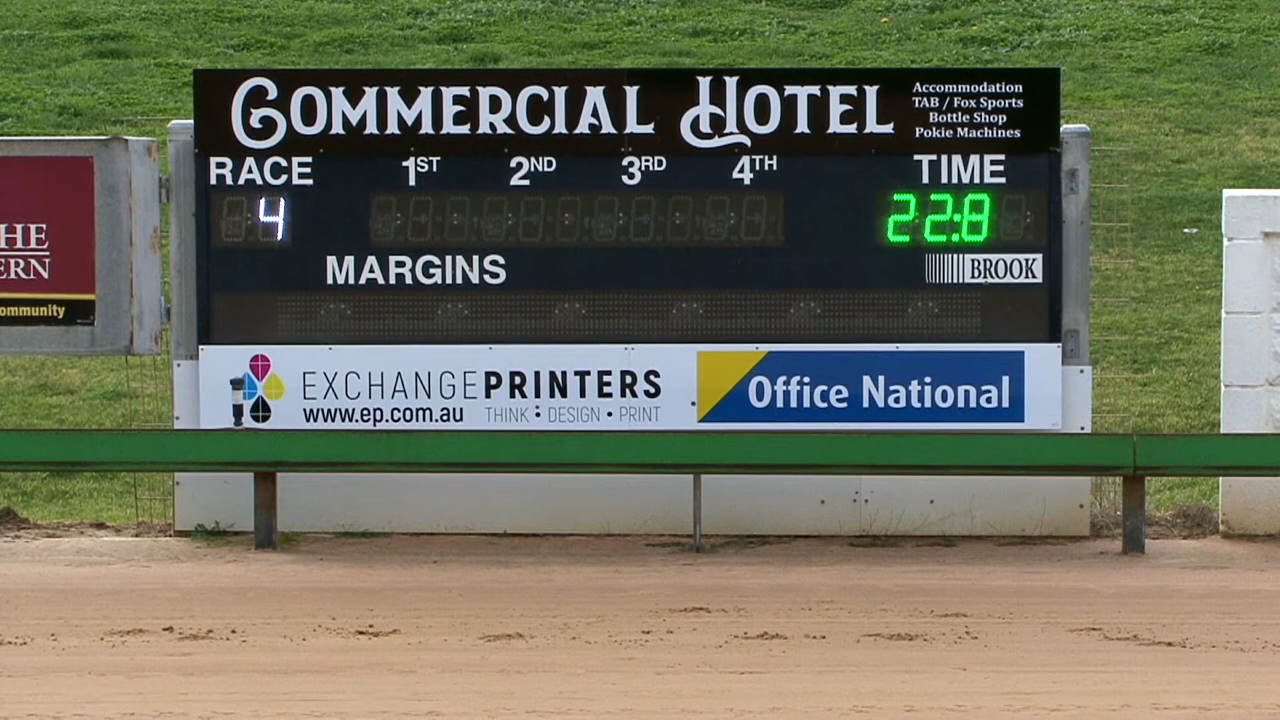 COMMERCIAL HOTEL
Accommodation
TAB / Fox Sports
Bottle Shop
Pokie Machines
RACE 1ST 2ND 3RD 4TH TIME
4 22:8
MARGINS BROOK
HE
ERN
ommunity
EXCHANGEPRINTERS
www.ep.com.au THINK • DESIGN • PRINT
Office National